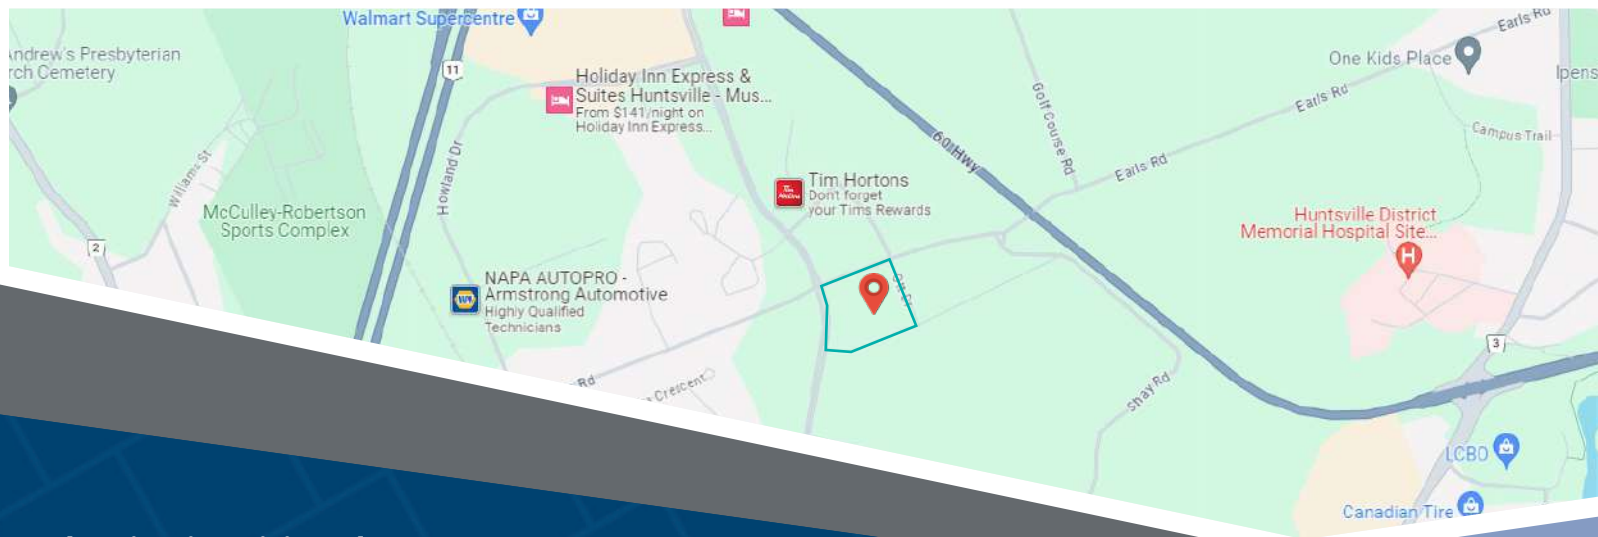 Walmart Supercentre
Earls Rd
Andrew's Presbyterian
rch Cemetery
11
One Kids Place
Ipens
Holiday Inn Express &
Suites Huntsville - Mus...
From $141/night on
Holiday Inn Express...
Golf Course Rd
Earls Rd
Campus Trail
60 Hwy
Williams St
Howland Dr
Earls Rd
Tim Hortons
Don't forget
your Tims Rewards
McCulley-Robertson
Sports Complex
Huntsville District
Memorial Hospital Site...
H
2
NAPA AUTOPRO -
Armstrong Automotive
Highly Qualified
Technicians
3
Rd
Crescent
Shay Rd
LCBO
Canadian Tire